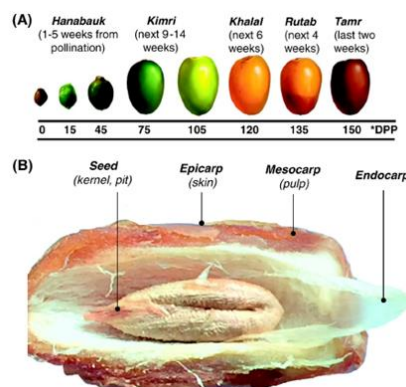 (A)
Hanabauk Kimri Khalal Rutab Tamr
(1-5 weeks from (next 9-14 (next 6 (next 4 (last two
pollination) weeks) weeks) weeks) weeks)
0 15 45 75 105 120 135 150 *DPP
(B)
Seed Epicarp Mesocarp Endocarp
(kernel, pit) (skin) (pulp)